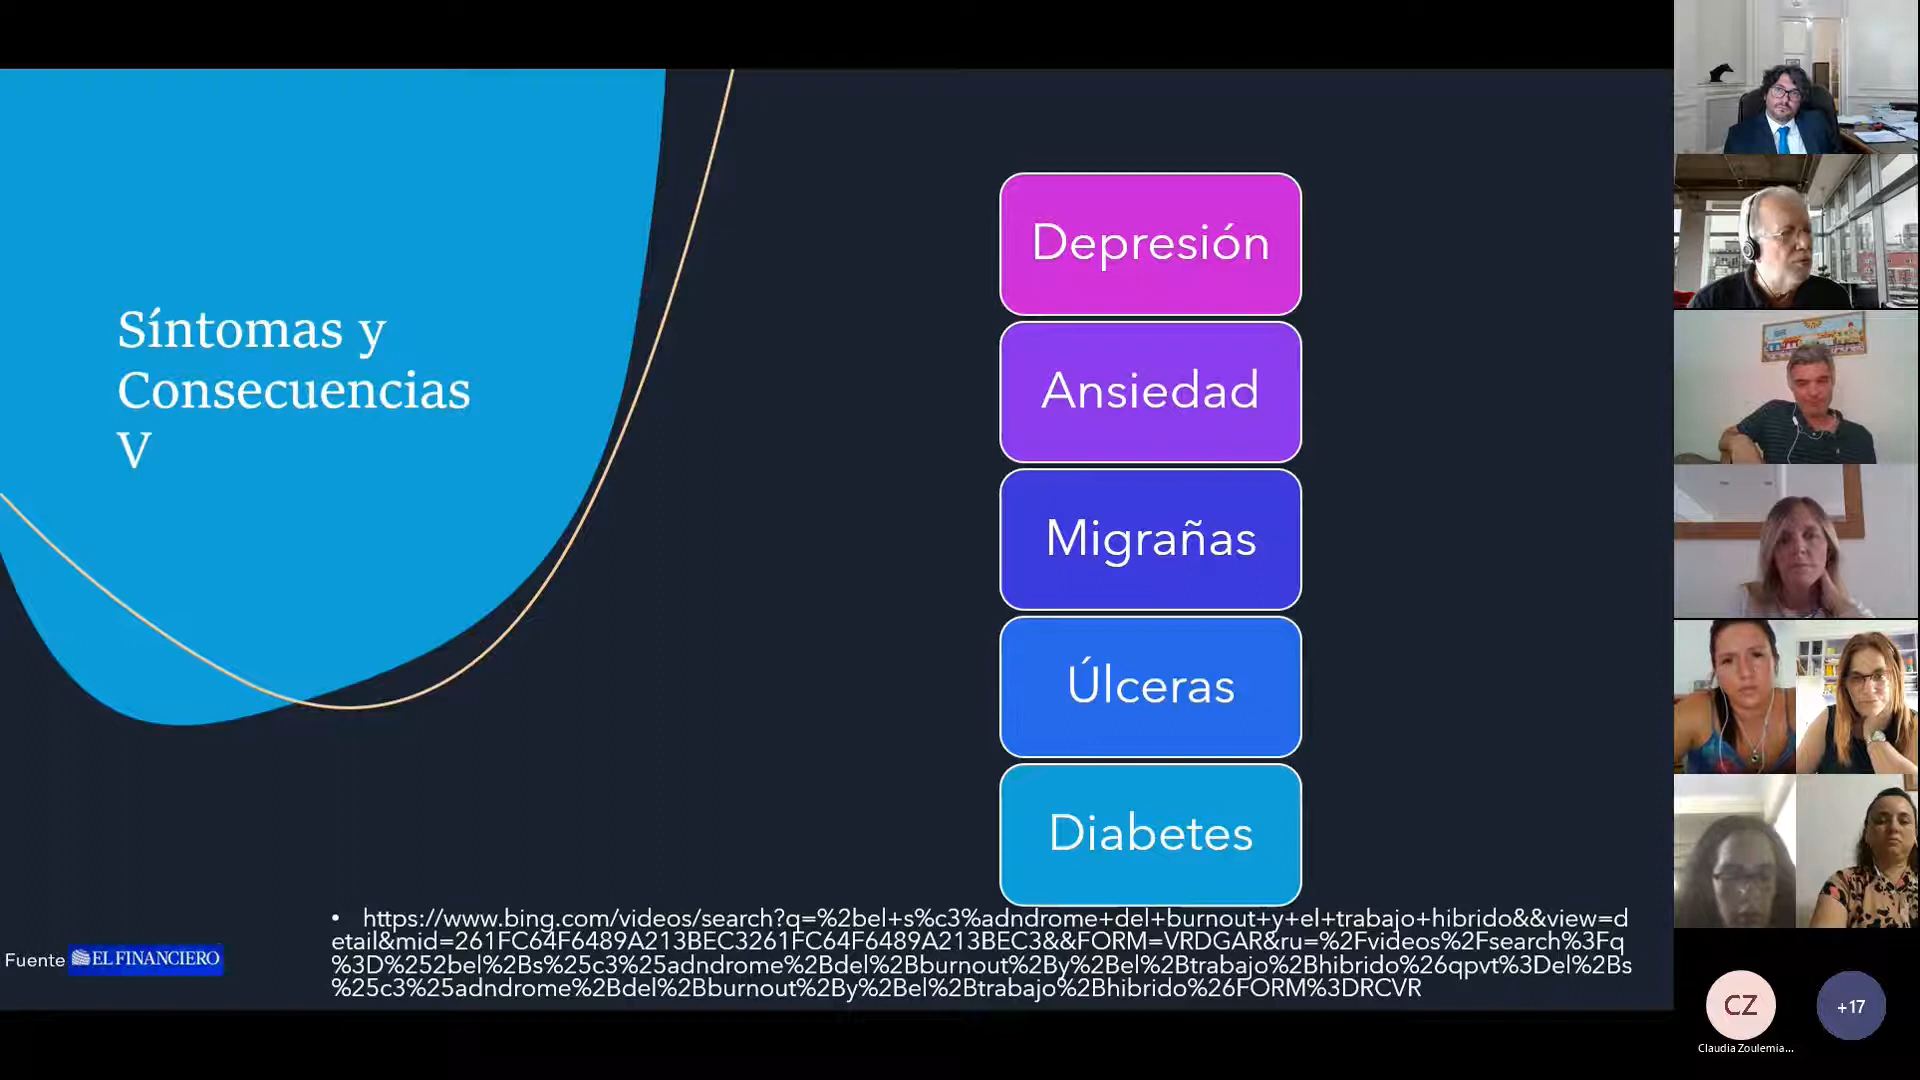 Síntomas y
Consecuencias
V
Depresión
Ansiedad
Migrañas
Úlceras
Diabetes
• https://www.bing.com/videos/search?q=%2bel+s%c3%adndrome+del+burnout+y+el+trabajo+hibrido&&view=d
etail&mid=261FC64F6489A213BEC3261FC64F6489A213BEC3&&FORM=VRDGAR&ru=%2Fvideos%2Fsearch%3Fq
%3D%252bel%2Bs%25c3%25adndrome%2Bdel%2Bburnout%2By%2Bel%2Btrabajo%2Bhibrido%26qpvt%3Del%2Bs
%25c3%25adndrome%2Bdel%2Bburnout%2By%2Bel%2Btrabajo%2Bhibrido%26FORM%3DRCVR
Fuente EL FINANCIERO
CZ
+17
Claudia Zoulemia...